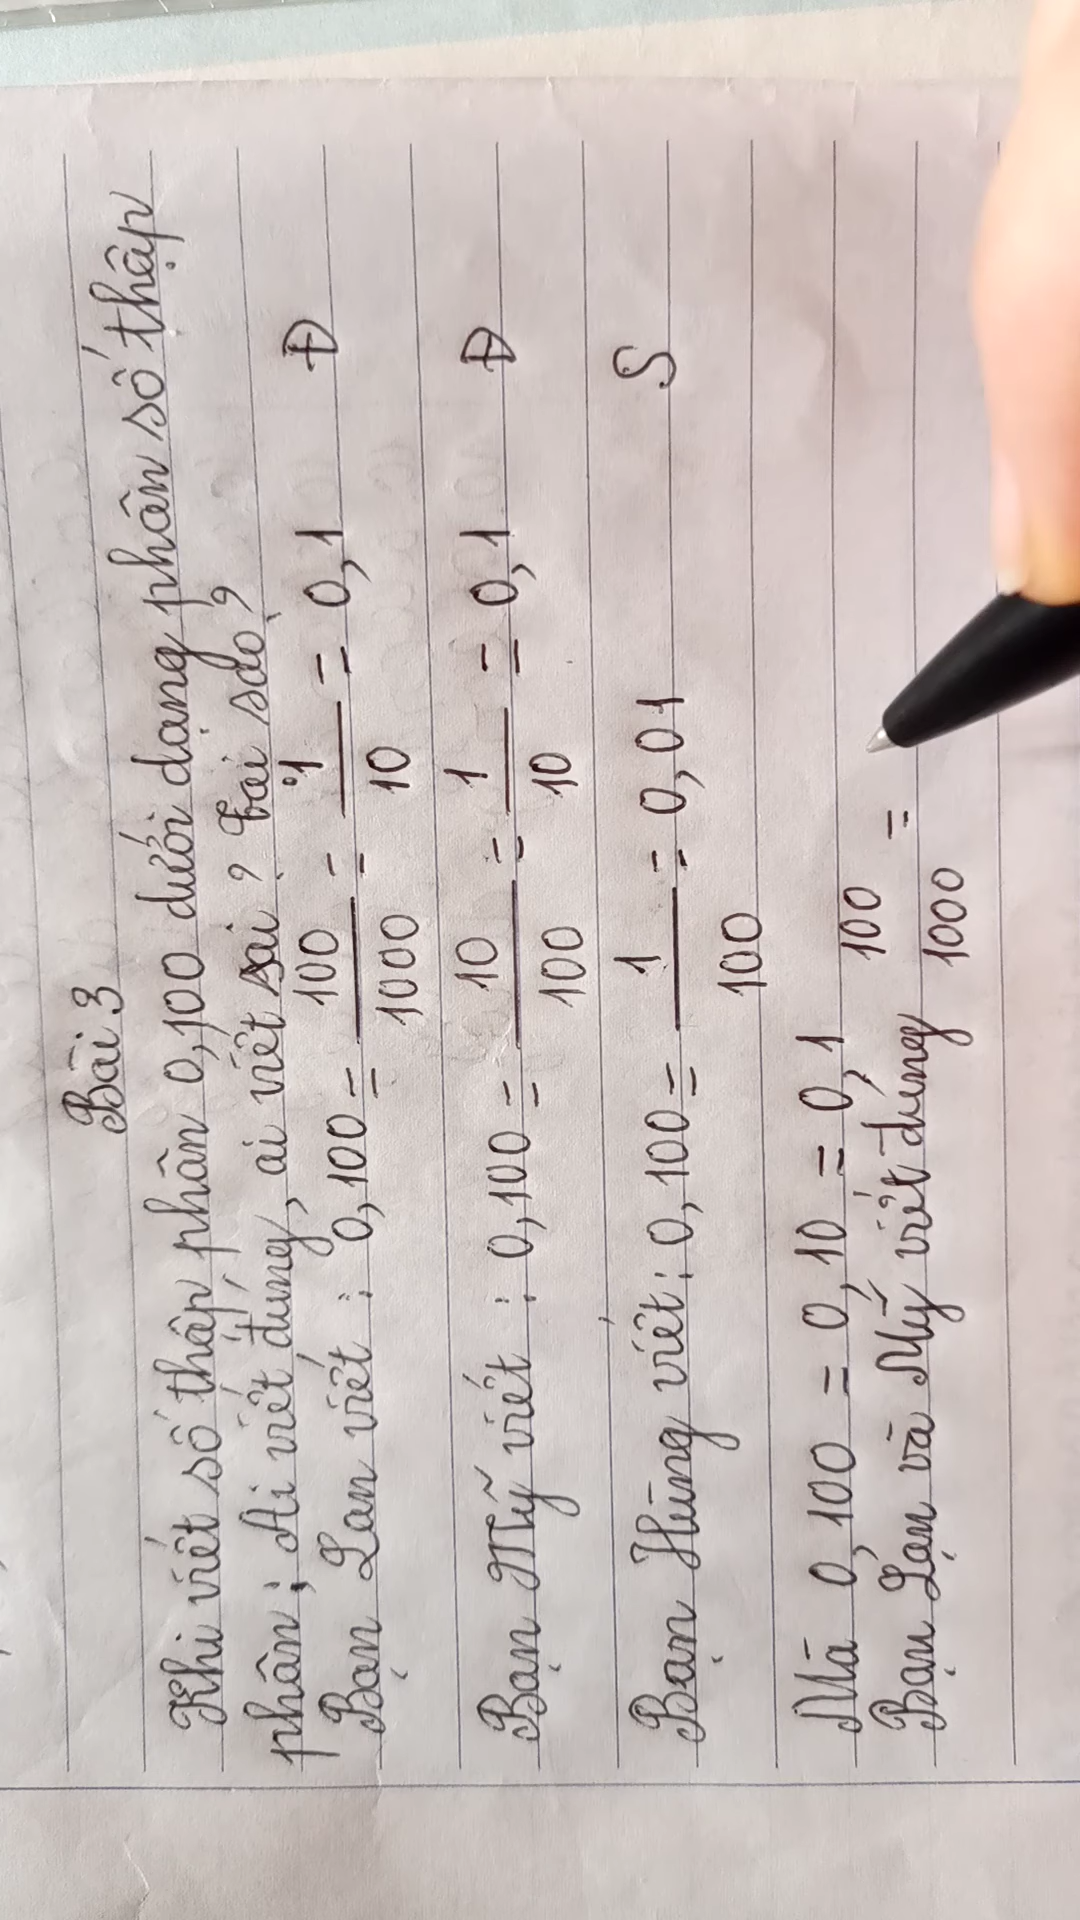 Bài 3
Khi viết số thập phân 0,100 dưới dạng phân số thập
phân; Ai viết đúng, ai viết sai? Tại sao?
Bạn Lan viết: 0,100 = 100/1000 = 1/10 = 0,1 Đ
Bạn Mỹ viết: 0,100 = 10/100 = 1/10 = 0,1 Đ
Bạn Hùng viết: 0,100 = 1/100 = 0,01 S
Mà 0,100 = 0,10 = 0,1
Bạn Lan và Mỹ viết đúng 100/1000 =